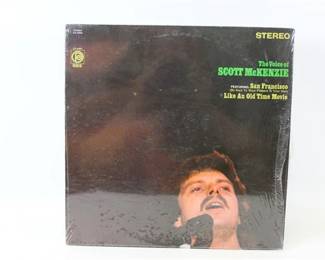 STEREO
The Voice of
SCOTT McKENZIE
FEATURING San Francisco
Like An Old Time Movie